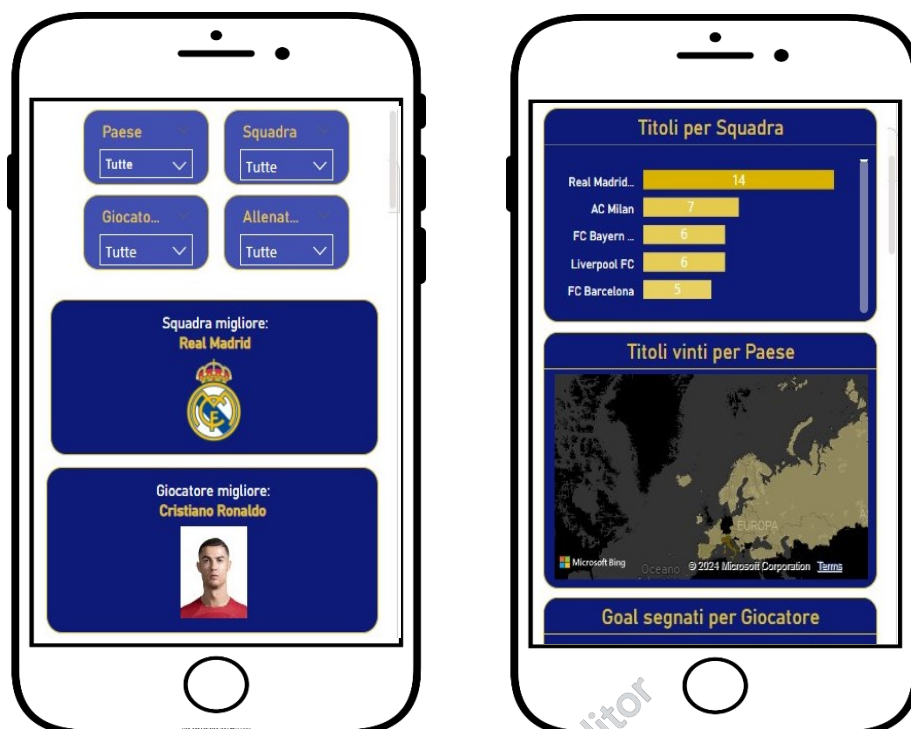 Paese
Tutte
Squadra
Tutte
Giocato...
Tutte
Allenat...
Tutte
Squadra migliore:
Real Madrid
Giocatore migliore:
Cristiano Ronaldo
Titoli per Squadra
Real Madrid... 14
AC Milan 7
FC Bayern ... 6
Liverpool FC 6
FC Barcelona 5
Titoli vinti per Paese
EUROPA
A
Microsoft Bing
Oceano
© 2024 Microsoft Corporation Terms
Goal segnati per Giocatore